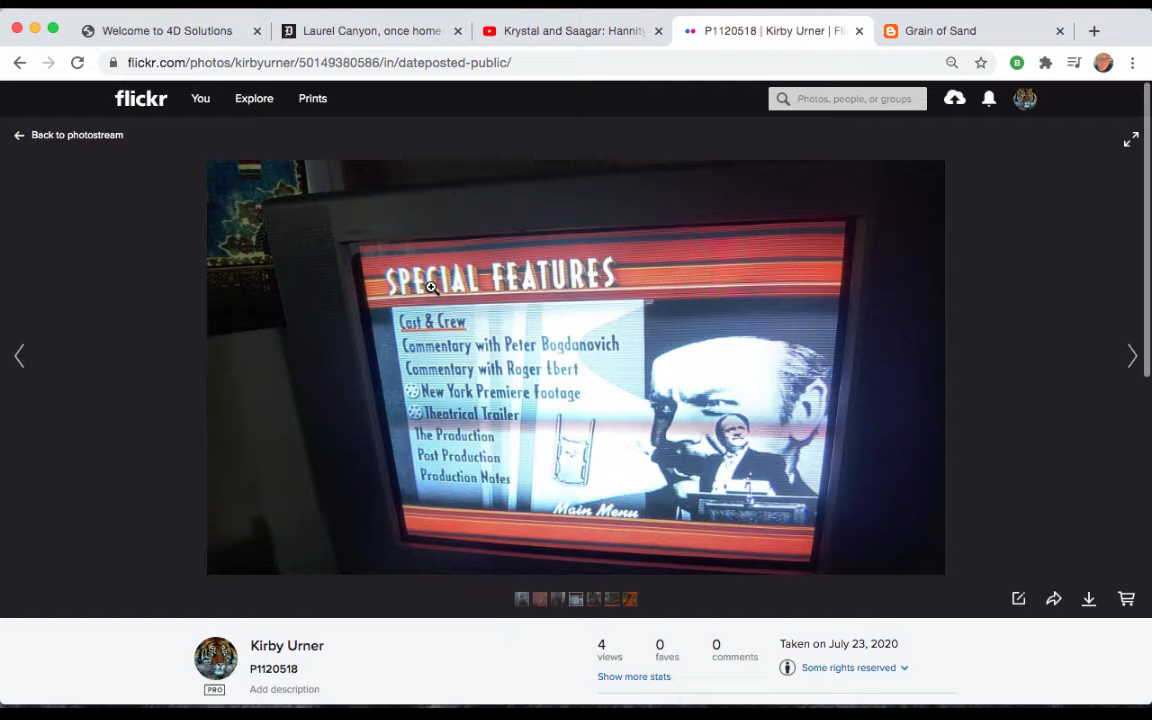 Welcome to 4D Solutions
Laurel Canyon, once home
Krystal and Saagar: Hannity
P1120518 | Kirby Urner | Fli
Grain of Sand
flickr.com/photos/kirbyurner/50149380586/in/dateposted-public/
flickr
You
Explore
Prints
Photos, people, or groups
Back to photostream
SPECIAL FEATURES
Cast & Crew
Commentary with Peter Bogdanovich
Commentary with Roger Ebert
New York Premiere Footage
Theatrical Trailer
The Production
Post Production
Production Notes
Main Menu
Kirby Urner
P1120518
PRO
Add description
4
views
0
faves
0
comments
Show more stats
Taken on July 23, 2020
Some rights reserved